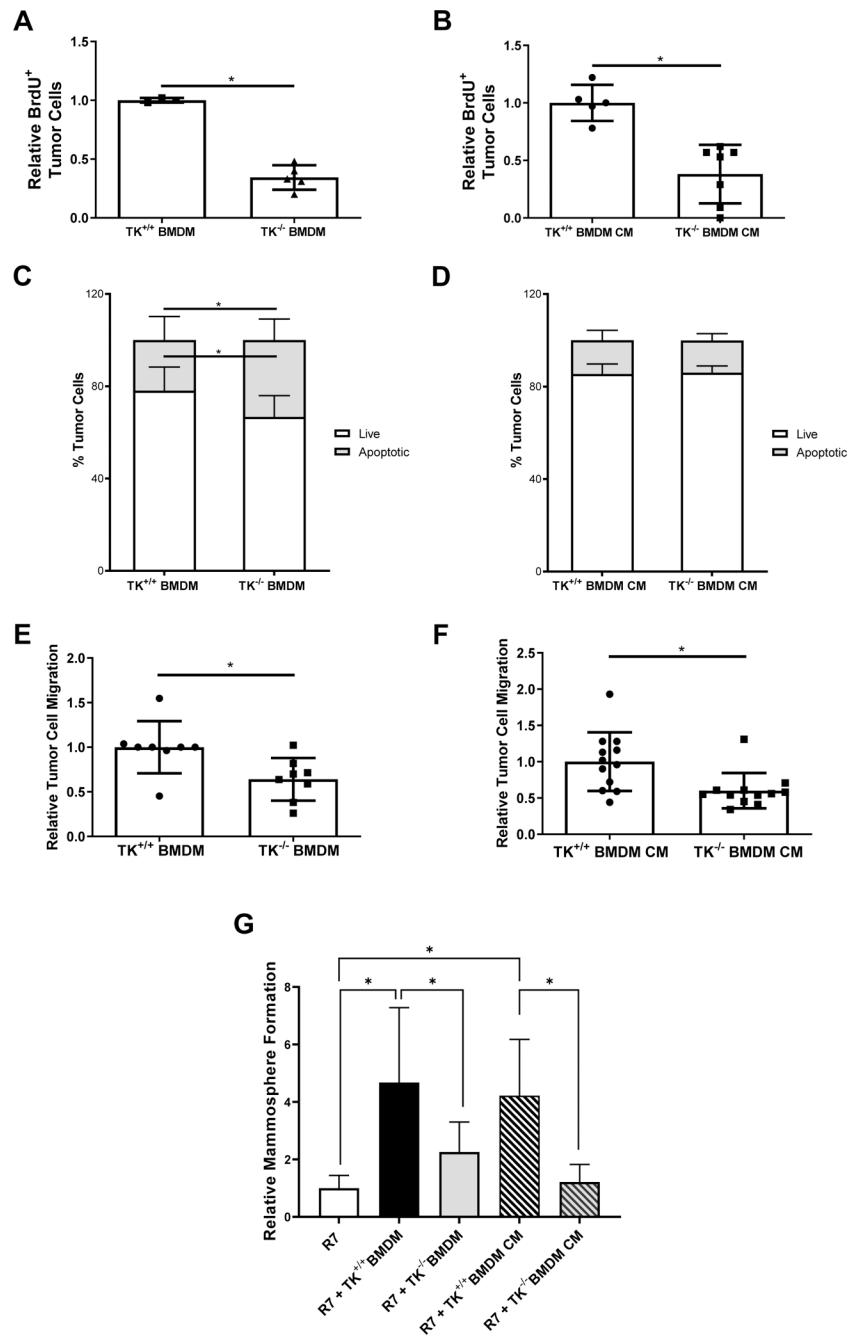 A
Relative BrdU⁺
Tumor Cells
1.5
1.0
0.5
0.0
*
TK⁺/⁺ BMDM
TK⁻/⁻ BMDM
B
Relative BrdU⁺
Tumor Cells
1.5
1.0
0.5
0.0
*
TK⁺/⁺ BMDM CM
TK⁻/⁻ BMDM CM
C
% Tumor Cells
120
80
40
0
*
*
TK⁺/⁺ BMDM
TK⁻/⁻ BMDM
Live
Apoptotic
D
% Tumor Cells
120
80
40
0
TK⁺/⁺ BMDM CM
TK⁻/⁻ BMDM CM
Live
Apoptotic
E
Relative Tumor Cell Migration
2.0
1.5
1.0
0.5
0.0
*
TK⁺/⁺ BMDM
TK⁻/⁻ BMDM
F
Relative Tumor Cell Migration
2.5
2.0
1.5
1.0
0.5
0.0
*
TK⁺/⁺ BMDM CM
TK⁻/⁻ BMDM CM
G
Relative Mammosphere Formation
8
6
4
2
0
*
*
*
*
R7
R7 + TK⁺/⁺ BMDM
R7 + TK⁻/⁻ BMDM
R7 + TK⁺/⁺ BMDM CM
R7 + TK⁻/⁻ BMDM CM